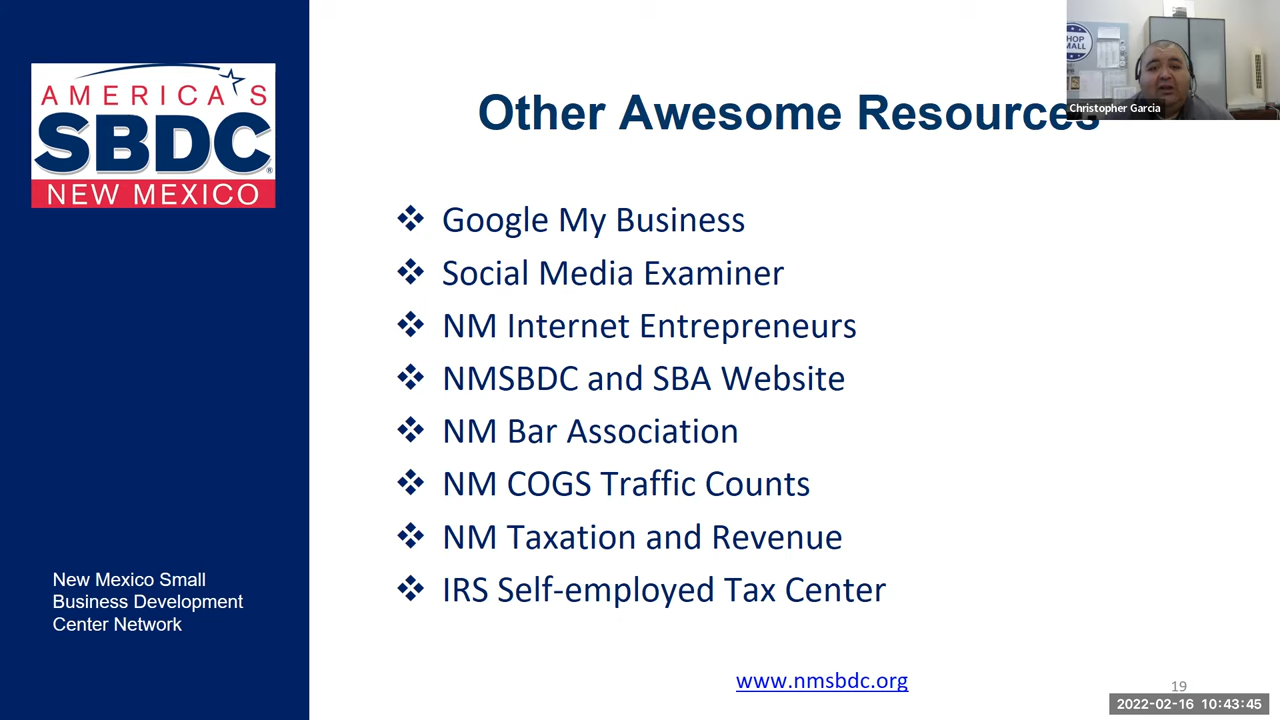 AMERICA'S
SBDC®
NEW MEXICO
Other Awesome Resources
HOP
MALL
Christopher Garcia
❖ Google My Business
❖ Social Media Examiner
❖ NM Internet Entrepreneurs
❖ NMSBDC and SBA Website
❖ NM Bar Association
❖ NM COGS Traffic Counts
❖ NM Taxation and Revenue
❖ IRS Self-employed Tax Center
New Mexico Small
Business Development
Center Network
www.nmsbdc.org
19
2022-02-16 10:43:45